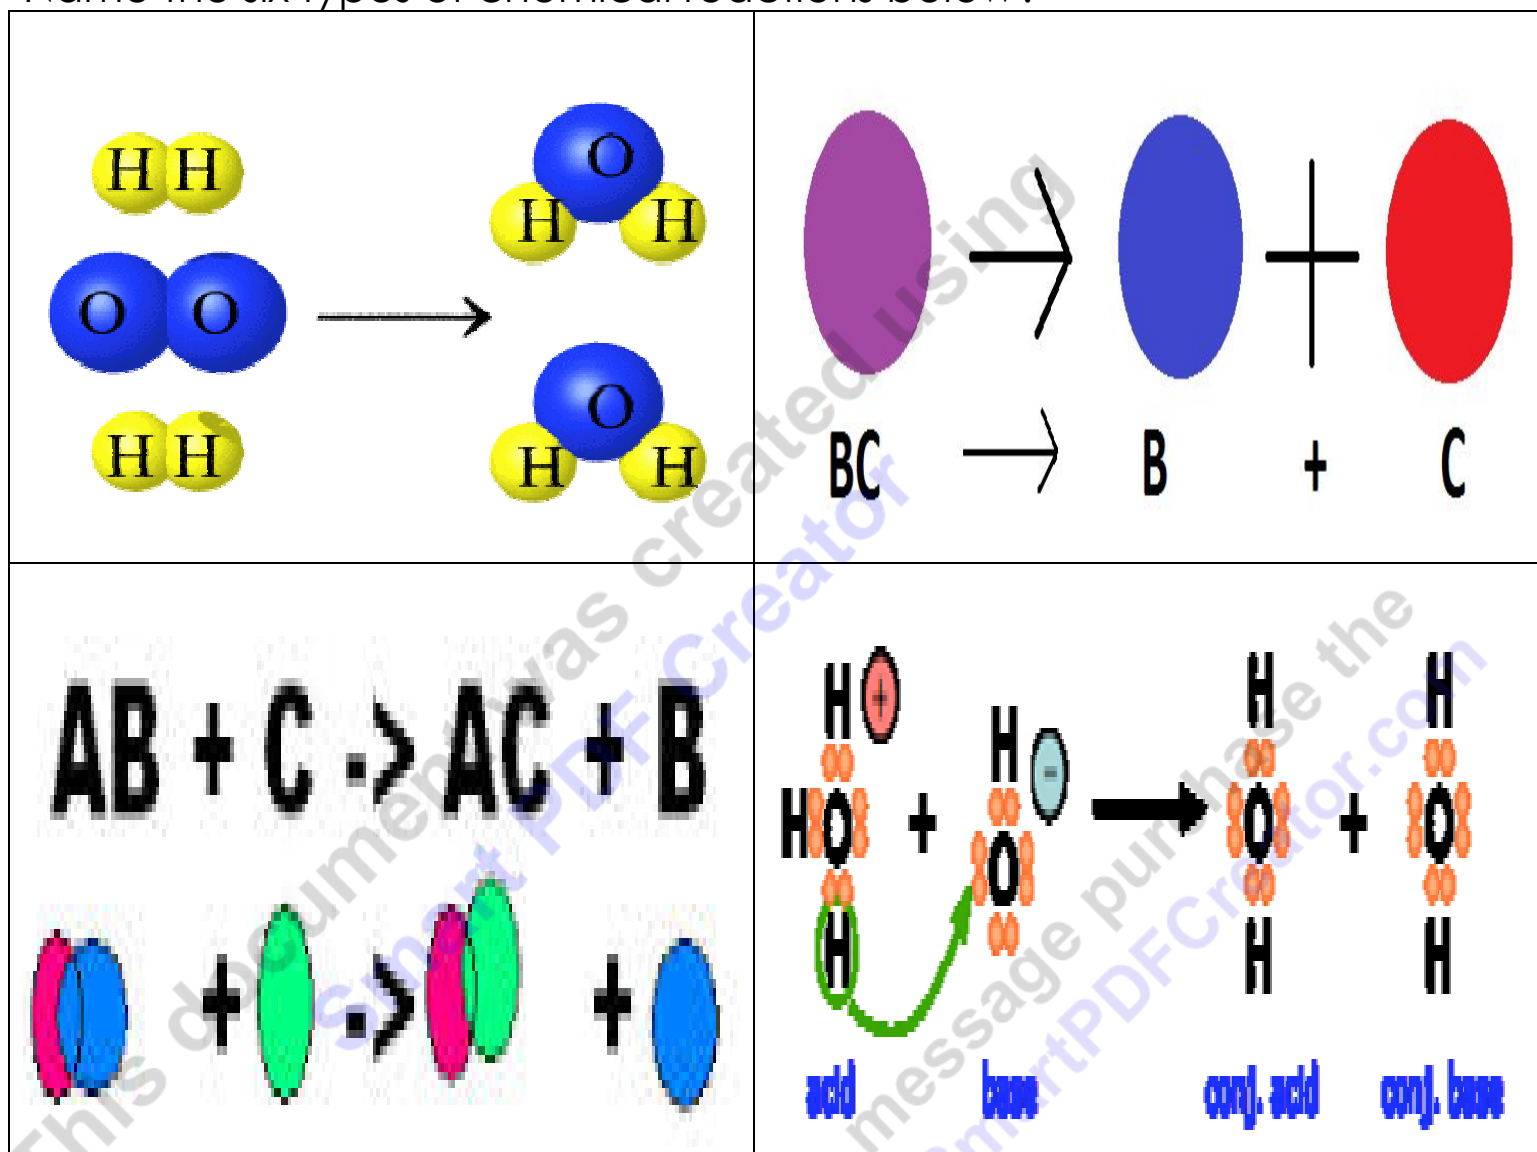 Name the six types of chemical reactions below:
H H
O O
H H
O
H H
O
H H
BC → B + C
AB + C -> AC + B
+ -> +
H +
H O + H - O → H O H + H O H
H
acid base conj. acid conj. base
This document was created using
Smart PDF Creator
message purchase the
SmartPDFCreator.com